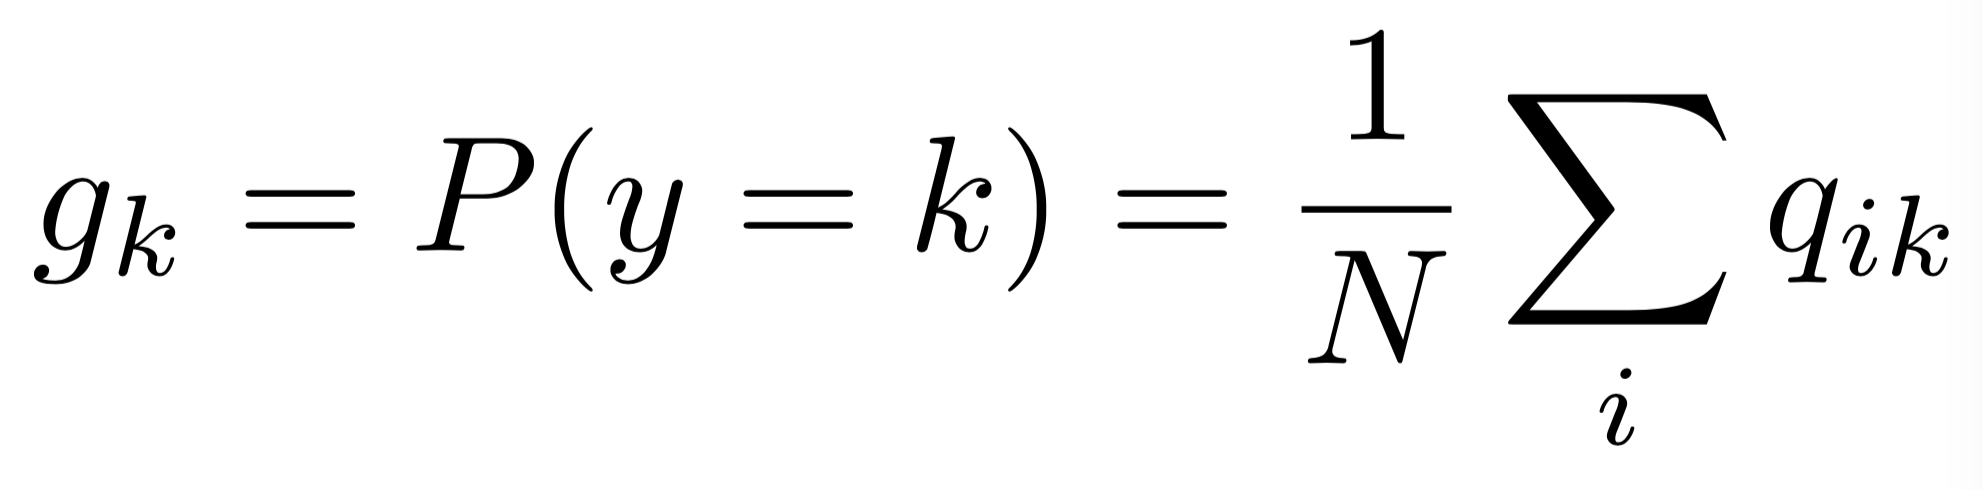 g_k = P(y = k) = \frac{1}{N} \sum_i q_{ik}